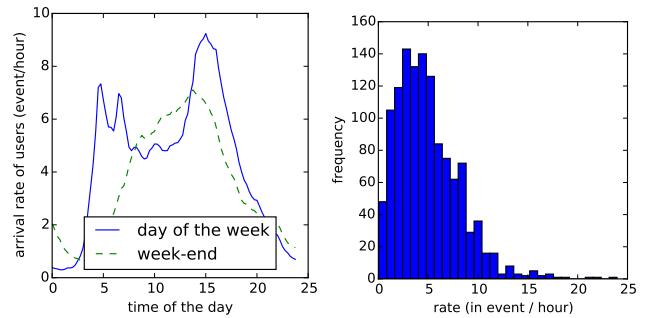 10
8
6
4
2
0
0 5 10 15 20 25
arrival rate of users (event/hour)
time of the day
day of the week
week-end
160
140
120
100
80
60
40
20
0
0 5 10 15 20 25
frequency
rate (in event / hour)